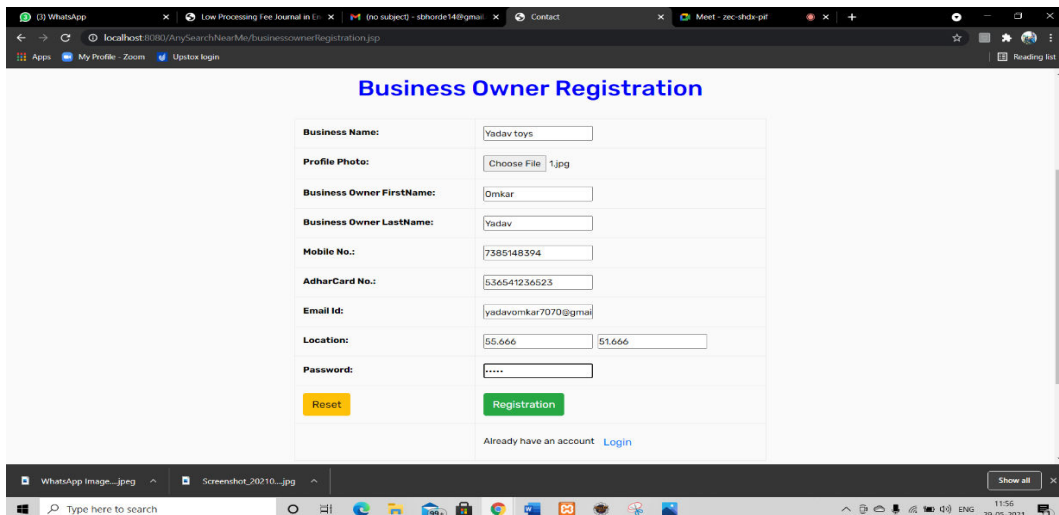 (3) WhatsApp
Low Processing Fee Journal in En
(no subject) - sbhorde14@gmail
Contact
Meet - zec-shdx-pif
localhost:8080/AnySearchNearMe/businessownerRegistration.jsp
Apps My Profile - Zoom Upstox login Reading list
Business Owner Registration
Business Name: Yadav toys
Profile Photo: Choose File 1.jpg
Business Owner FirstName: Omkar
Business Owner LastName: Yadav
Mobile No.: 7385148394
AdharCard No.: 536541236523
Email Id: yadavomkar7070@gmai
Location: 55.666 51.666
Password: •••••
Reset Registration
Already have an account Login
WhatsApp Image....jpeg Screenshot_20210...jpg Show all
Type here to search 99+ ENG 11:56
29-05-2021